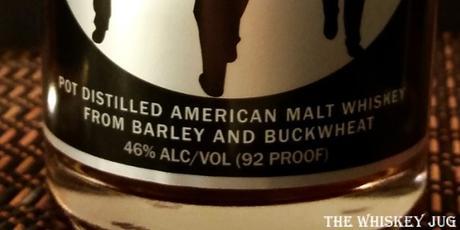 POT DISTILLED AMERICAN MALT WHISKEY
FROM BARLEY AND BUCKWHEAT
46% ALC/VOL (92 PROOF)
THE WHISKEY JUG